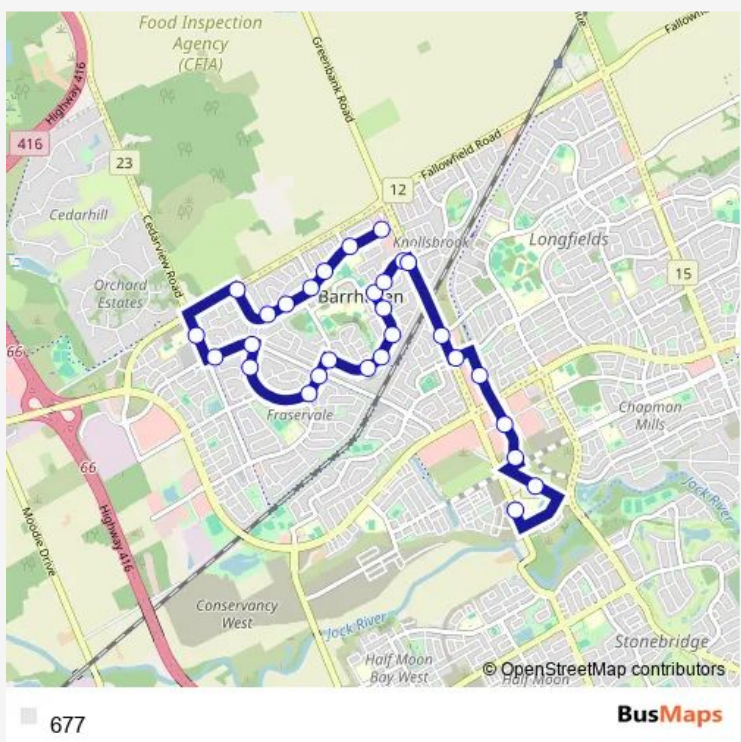 Food Inspection
Agency
(CFIA)
Highway 416
416
Greenbank Road
Fallowfield Road
23
12
Cedarhill
Cedarview Road
Knollsbrook
Longfields
15
Orchard
Estates
66
Fraservale
Chapman
Mills
66
Highway 416
Jock River
Moodie Drive
Conservancy
West
Jock River
Stonebridge
Half Moon
Bay West
Half Moon
© OpenStreetMap contributors
677
BusMaps